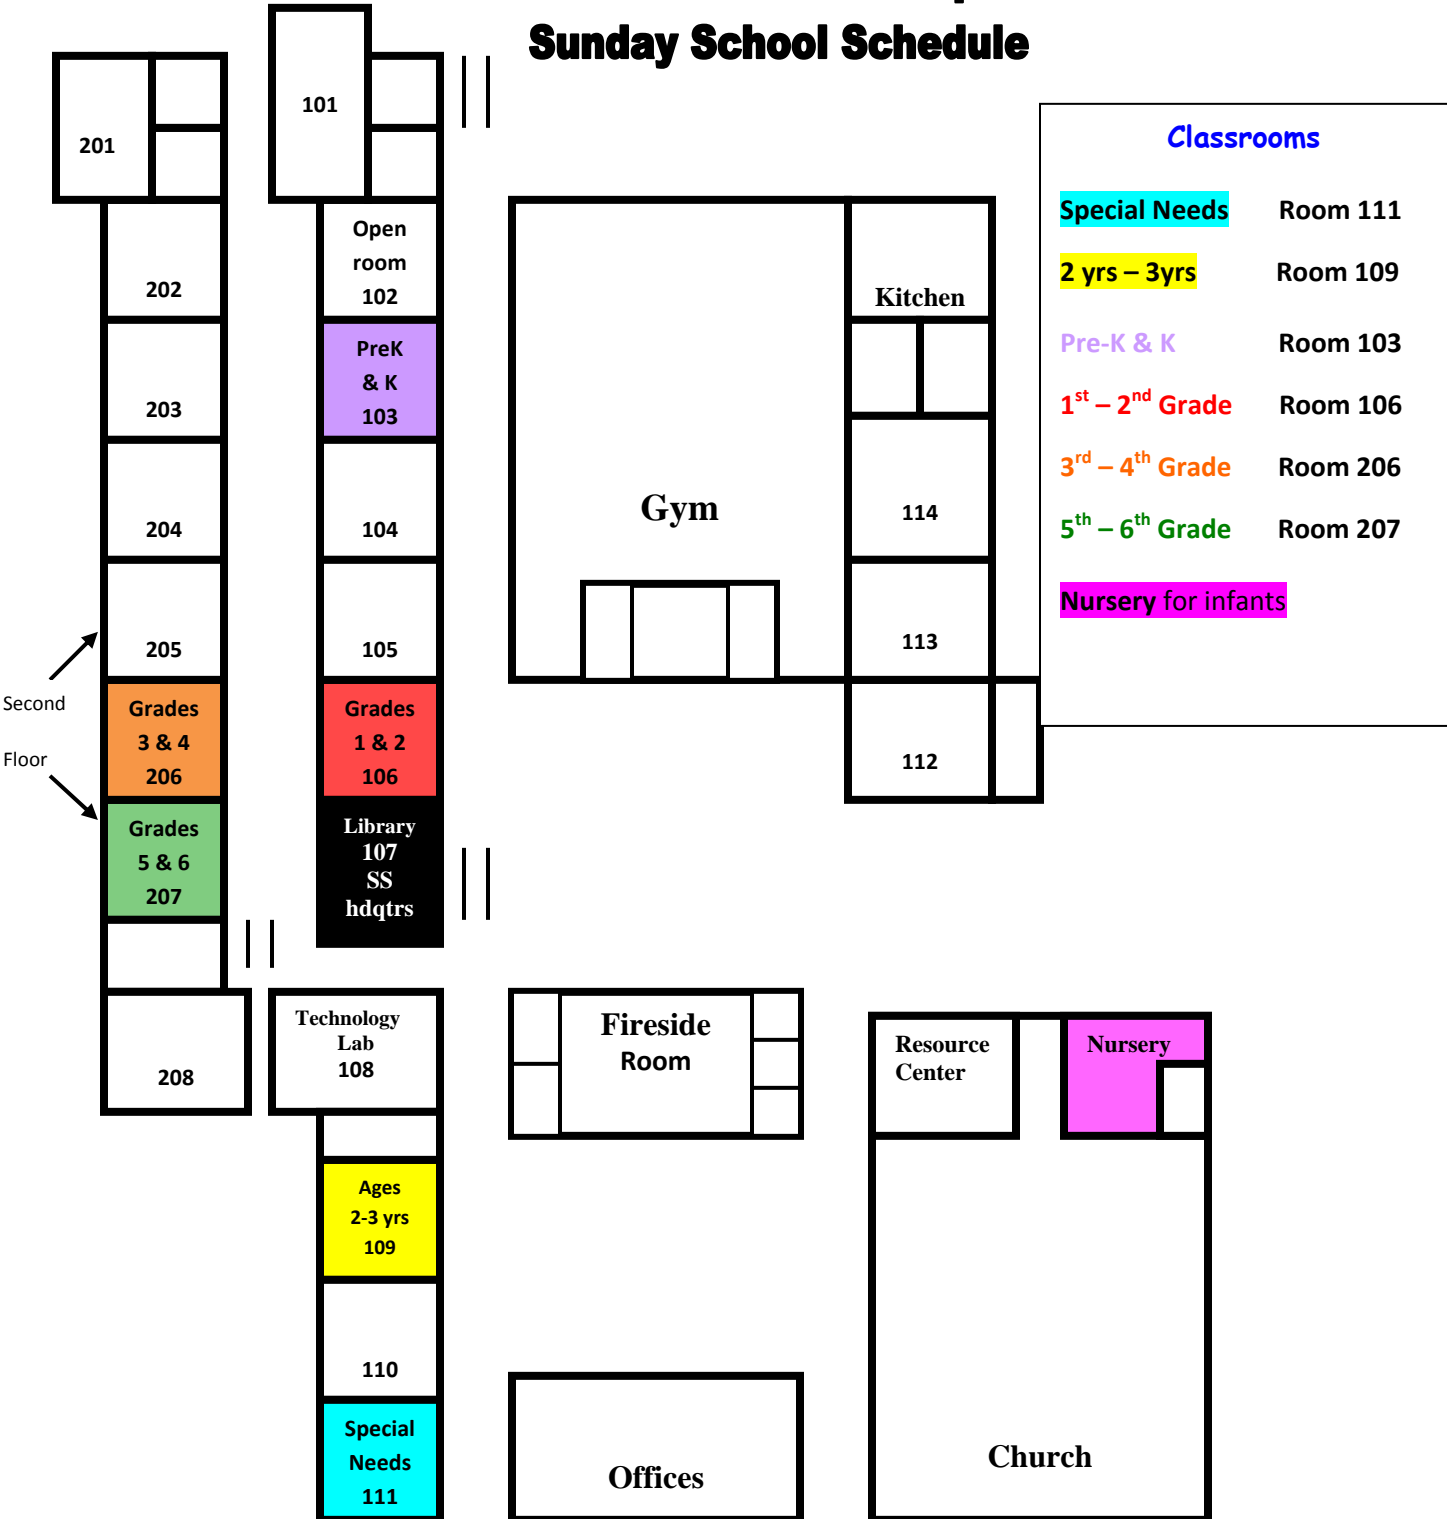 Sunday School Schedule
Classrooms
Special Needs Room 111
2 yrs – 3yrs Room 109
Pre-K & K Room 103
1st – 2nd Grade Room 106
3rd – 4th Grade Room 206
5th – 6th Grade Room 207
Nursery for infants
201
202
203
204
205
Second
Floor
Grades
3 & 4
206
Grades
5 & 6
207
208
101
Open
room
102
PreK
& K
103
104
105
Grades
1 & 2
106
Library
107
SS
hdqtrs
Technology
Lab
108
Ages
2-3 yrs
109
110
Special
Needs
111
Gym
Kitchen
114
113
112
Fireside
Room
Offices
Resource
Center
Nursery
Church